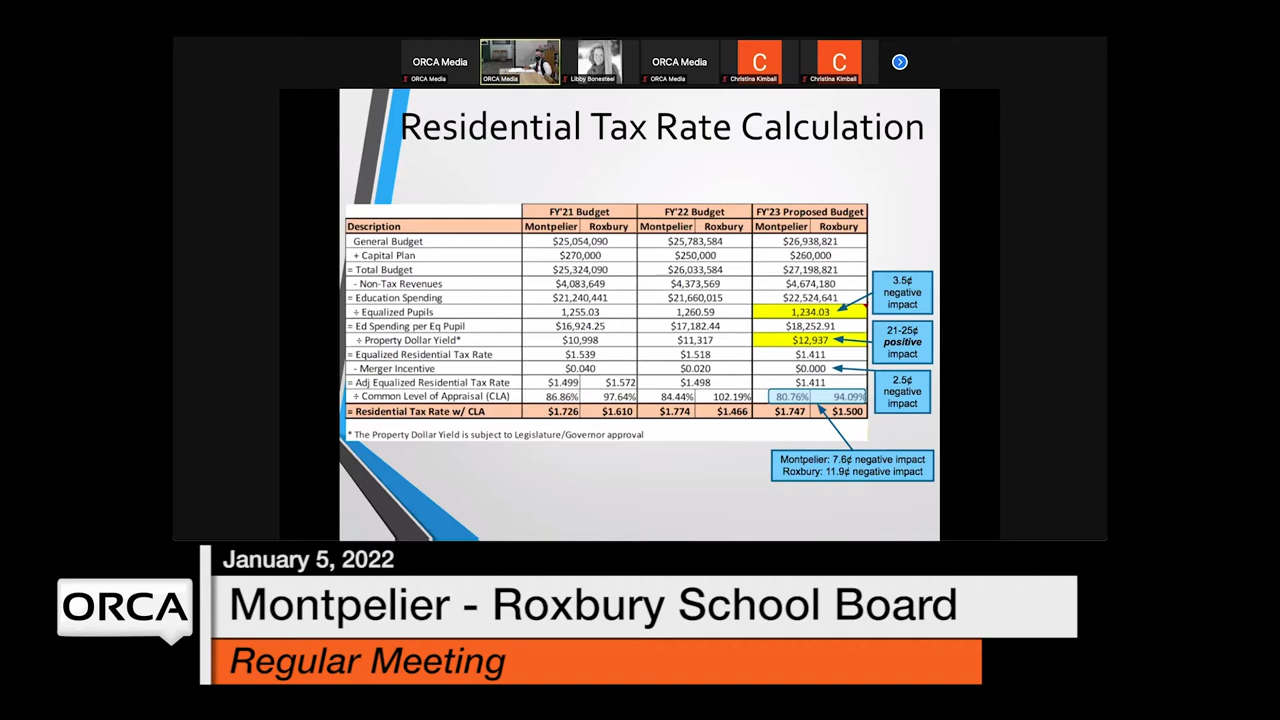 ORCA Media
ORCA Media
ORCA Media
Libby Bonesteel
ORCA Media
ORCA Media
C
Christina Kimball
C
Christina Kimball
Residential Tax Rate Calculation
FY'21 Budget FY'22 Budget FY'23 Proposed Budget
Description Montpelier Roxbury Montpelier Roxbury Montpelier Roxbury
General Budget $25,054,090 $25,783,584 $26,938,821
+ Capital Plan $270,000 $250,000 $260,000
= Total Budget $25,324,090 $26,033,584 $27,198,821
- Non-Tax Revenues $4,083,649 $4,373,569 $4,674,180
= Education Spending $21,240,441 $21,660,015 $22,524,641
÷ Equalized Pupils 1,255.03 1,260.59 1,234.03
= Ed Spending per Eq Pupil $16,924.25 $17,182.44 $18,252.91
÷ Property Dollar Yield* $10,998 $11,317 $12,937
= Equalized Residential Tax Rate $1.539 $1.518 $1.411
- Merger Incentive $0.040 $0.020 $0.000
= Adj Equalized Residential Tax Rate $1.499 $1.572 $1.498 $1.411
÷ Common Level of Appraisal (CLA) 86.86% 97.64% 84.44% 102.19% 80.76% 94.09%
= Residential Tax Rate w/ CLA $1.726 $1.610 $1.774 $1.466 $1.747 $1.500
* The Property Dollar Yield is subject to Legislature/Governor approval
3.5¢
negative
impact
21-25¢
positive
impact
2.5¢
negative
impact
Montpelier: 7.6¢ negative impact
Roxbury: 11.9¢ negative impact
January 5, 2022
ORCA
Montpelier - Roxbury School Board
Regular Meeting